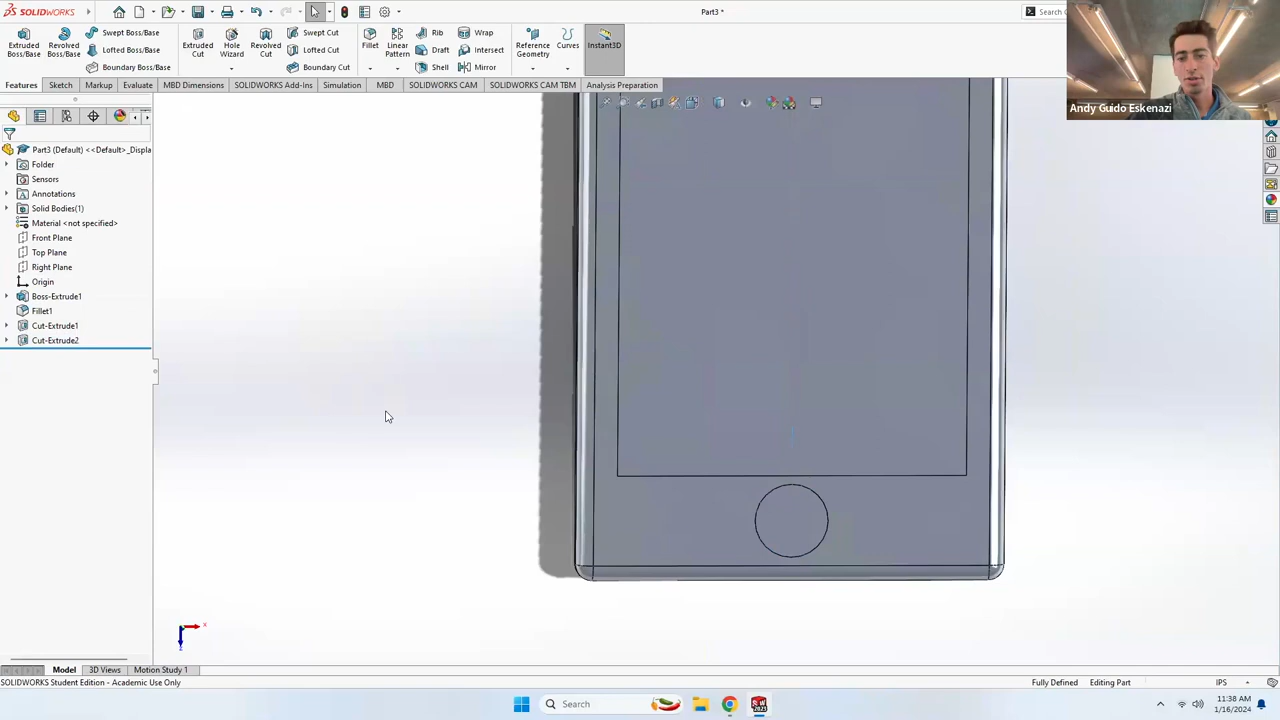 SOLIDWORKS
Part3 *
Search C
Extruded Boss/Base
Revolved Boss/Base
Swept Boss/Base
Lofted Boss/Base
Boundary Boss/Base
Extruded Cut
Hole Wizard
Revolved Cut
Swept Cut
Lofted Cut
Boundary Cut
Fillet
Linear Pattern
Rib
Draft
Shell
Wrap
Intersect
Mirror
Reference Geometry
Curves
Instant3D
Features
Sketch
Markup
Evaluate
MBD Dimensions
SOLIDWORKS Add-Ins
Simulation
MBD
SOLIDWORKS CAM
SOLIDWORKS CAM TBM
Analysis Preparation
Andy Guido Eskenazi
Part3 (Default) <<Default>_Displa
Folder
Sensors
Annotations
Solid Bodies(1)
Material <not specified>
Front Plane
Top Plane
Right Plane
Origin
Boss-Extrude1
Fillet1
Cut-Extrude1
Cut-Extrude2
x
Model
3D Views
Motion Study 1
SOLIDWORKS Student Edition - Academic Use Only
Fully Defined
Editing Part
IPS
Search
11:38 AM
1/16/2024